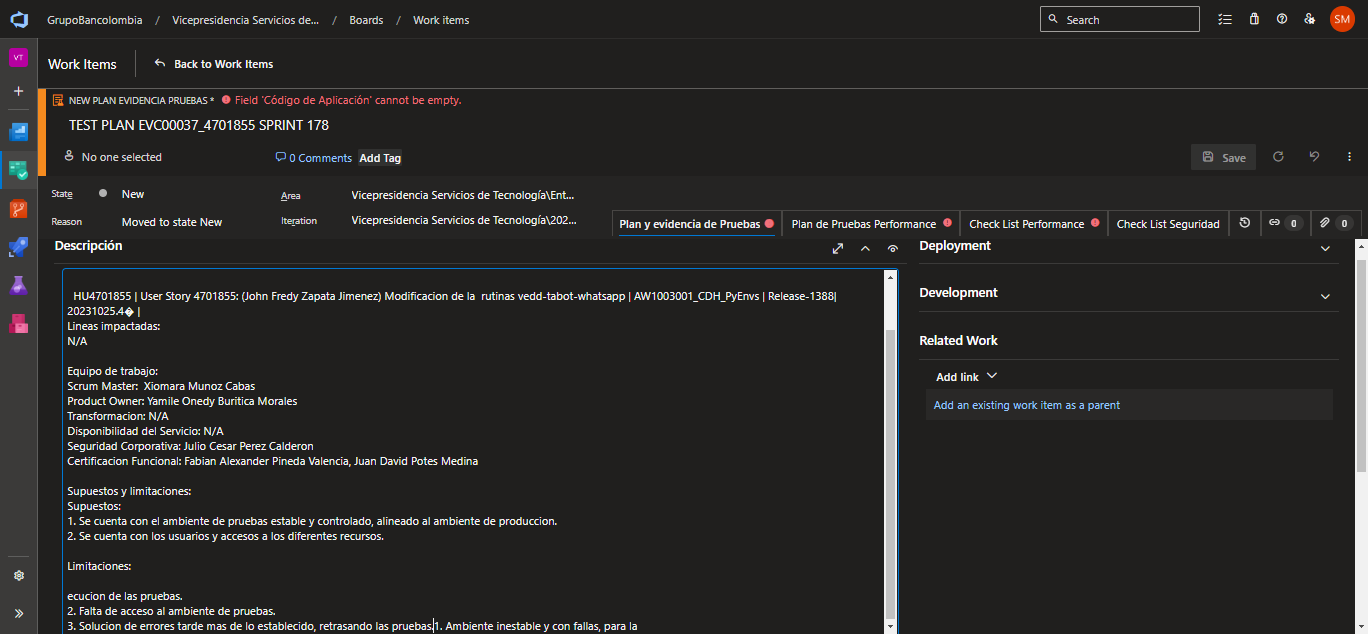 GrupoBancolombia / Vicepresidencia Servicios de... / Boards / Work items
Search
SM
VT
Work Items
Back to Work Items
NEW PLAN EVIDENCIA PRUEBAS * Field 'Código de Aplicación' cannot be empty.
TEST PLAN EVC00037_4701855 SPRINT 178
No one selected
0 Comments
Add Tag
Save
State
New
Area
Vicepresidencia Servicios de Tecnología\Ent...
Reason
Moved to state New
Iteration
Vicepresidencia Servicios de Tecnología\202...
Plan y evidencia de Pruebas
Plan de Pruebas Performance
Check List Performance
Check List Seguridad
0
0
Descripción
HU4701855 | User Story 4701855: (John Fredy Zapata Jimenez) Modificacion de la  rutinas vedd-tabot-whatsapp | AW1003001_CDH_PyEnvs | Release-1388|
20231025.4� |
Lineas impactadas:
N/A
Equipo de trabajo:
Scrum Master:  Xiomara Munoz Cabas
Product Owner: Yamile Onedy Buritica Morales
Transformacion: N/A
Disponibilidad del Servicio: N/A
Seguridad Corporativa: Julio Cesar Perez Calderon
Certificacion Funcional: Fabian Alexander Pineda Valencia, Juan David Potes Medina
Supuestos y limitaciones:
Supuestos:
1. Se cuenta con el ambiente de pruebas estable y controlado, alineado al ambiente de produccion.
2. Se cuenta con los usuarios y accesos a los diferentes recursos.
Limitaciones:
ecucion de las pruebas.
2. Falta de acceso al ambiente de pruebas.
3. Solucion de errores tarde mas de lo establecido, retrasando las pruebas.1. Ambiente inestable y con fallas, para la
Deployment
Development
Related Work
Add link
Add an existing work item as a parent